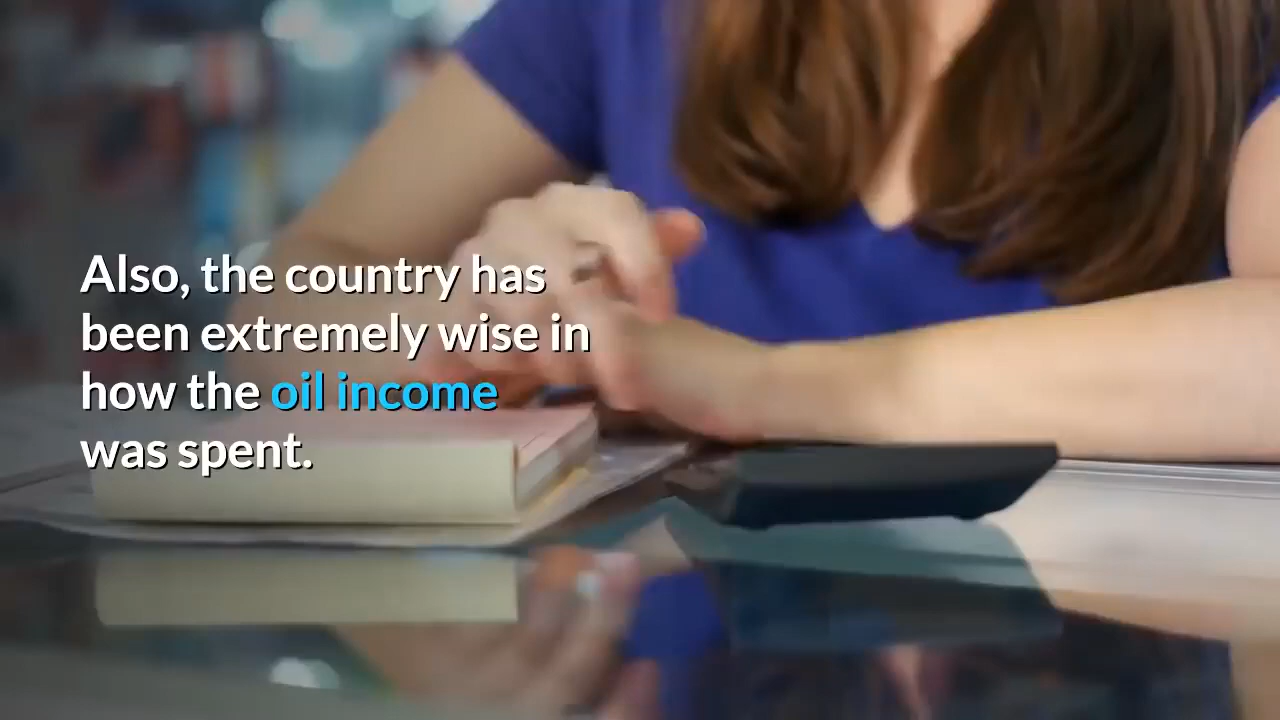 Also, the country has
been extremely wise in
how the oil income
was spent.